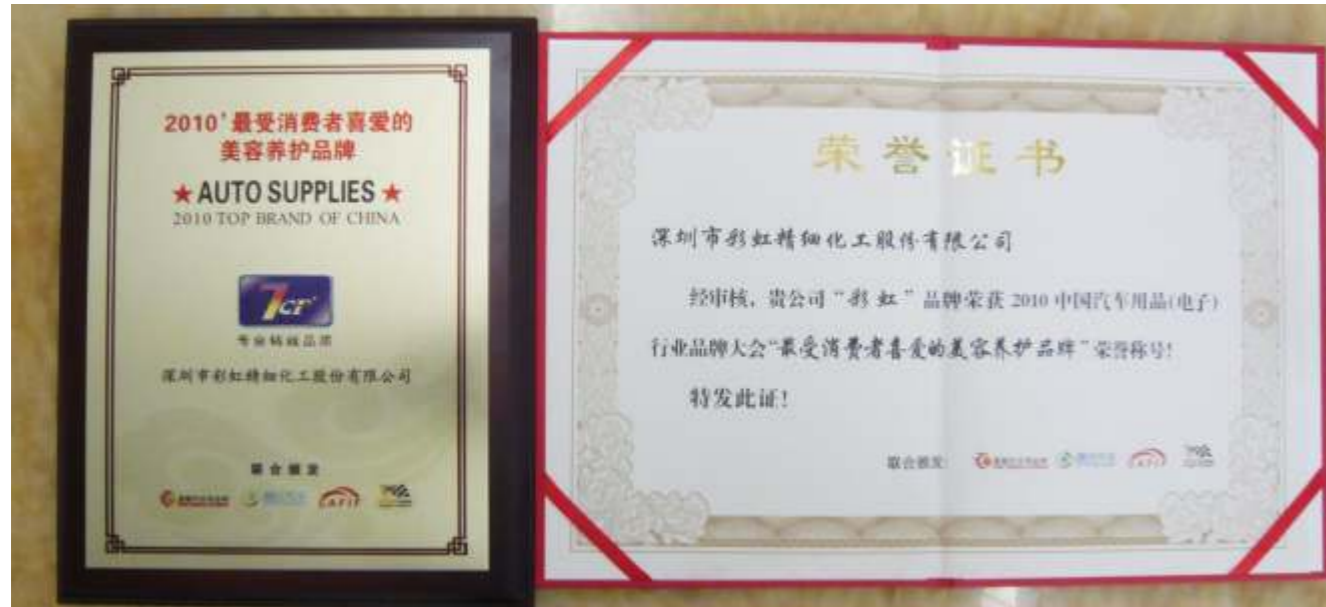 2010'最受消费者喜爱的
美容养护品牌
★AUTO SUPPLIES★
2010 TOP BRAND OF CHINA
7cf
专业铸就品质
深圳市彩虹精细化工股份有限公司
联合颁发
CAFIF
荣誉证书
深圳市彩虹精细化工股份有限公司
经审核,贵公司“彩虹”品牌荣获2010中国汽车用品(电子)
行业品牌大会“最受消费者喜爱的美容养护品牌”荣誉称号!
特发此证!
联合颁发: